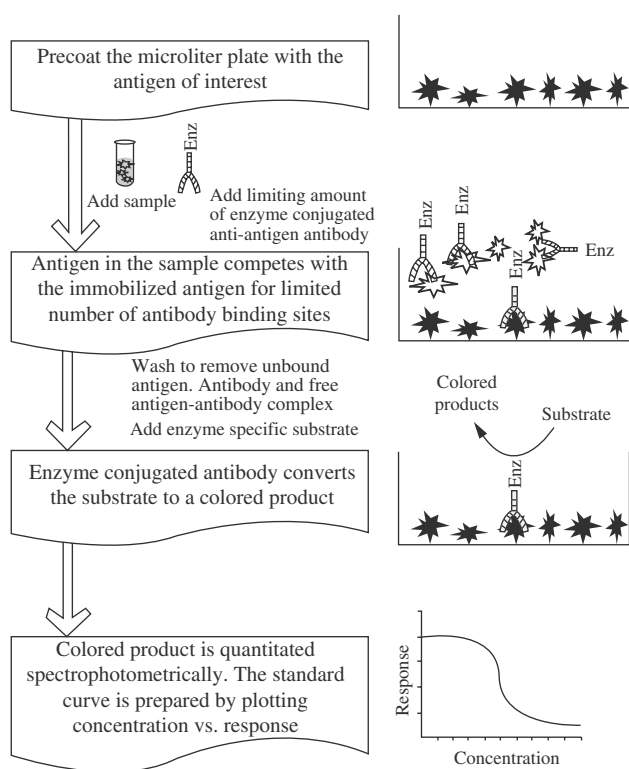 Precoat the microliter plate with the
antigen of interest
Enz
Add sample
Add limiting amount
of enzyme conjugated
anti-antigen antibody
Enz
Enz
Enz
Enz
Antigen in the sample competes with
the immobilized antigen for limited
number of antibody binding sites
Wash to remove unbound
antigen. Antibody and free
antigen-antibody complex
Add enzyme specific substrate
Colored
products
Substrate
Enz
Enzyme conjugated antibody converts
the substrate to a colored product
Colored product is quantitated
spectrophotometrically. The standard
curve is prepared by plotting
concentration vs. response
Response
Concentration